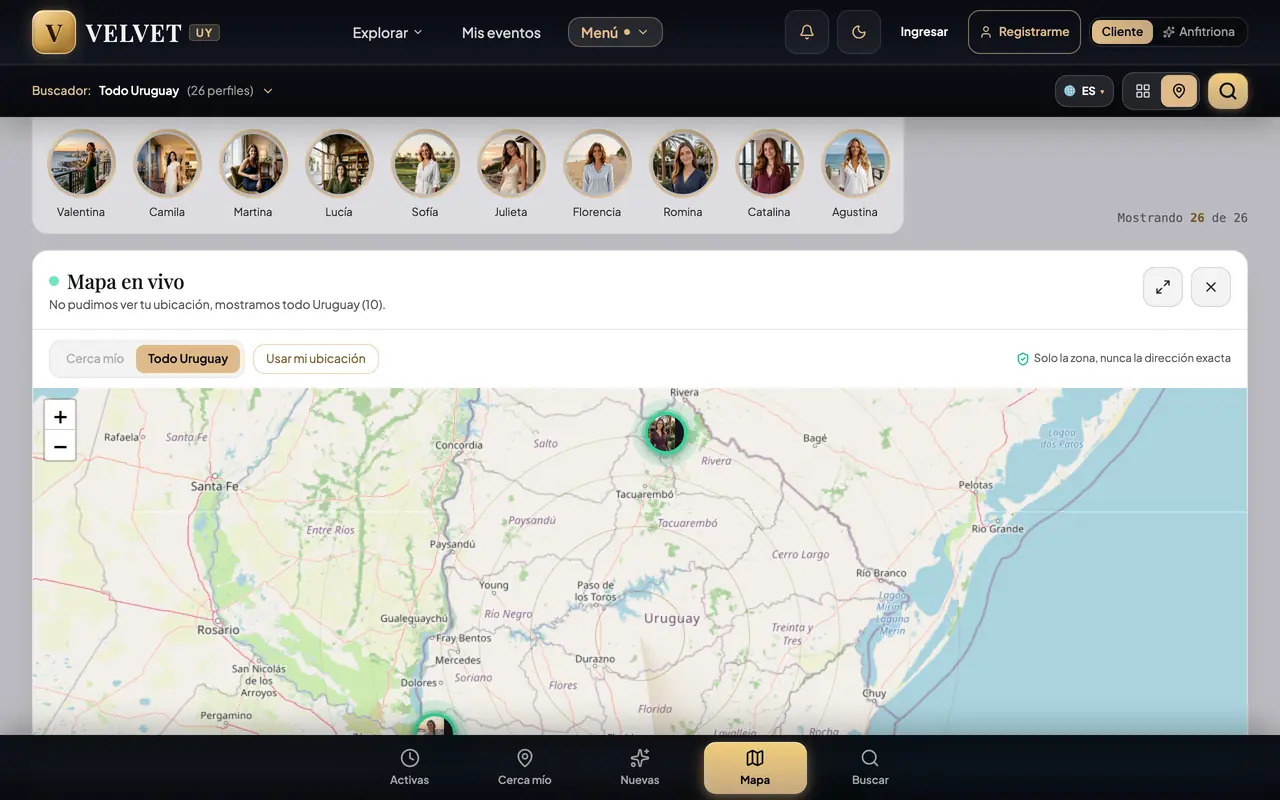 V VELVET UY
Explorar
Mis eventos
Menú
Ingresar
Registrarme
Cliente
Anfitriona
Buscador: Todo Uruguay (26 perfiles)
ES
Valentina
Camila
Martina
Lucía
Sofía
Julieta
Florencia
Romina
Catalina
Agustina
Mostrando 26 de 26
Mapa en vivo
No pudimos ver tu ubicación, mostramos todo Uruguay (10).
Cerca mío
Todo Uruguay
Usar mi ubicación
Solo la zona, nunca la dirección exacta
+
−
Rivera
Rafaela
Santa Fe
Concordia
Salto
Bagé
Lagoa
dos Patos
Rivera
Santa Fe
Tacuarembó
Pelotas
Entre Ríos
Paysandú
Tacuarembó
Rio Grande
Paysandú
Cerro Largo
Young
Paso de
los Toros
Río Branco
Lagoa
Mirim
Laguna
Merín
Río Negro
Gualeguaychú
Uruguay
Treinta y
Tres
Rosario
Fray Bentos
Mercedes
Durazno
San Nicolás
de los
Arroyos
Soriano
Dolores
Flores
Chuy
Pergamino
Florida
Lavalleja
Rocha
Activas
Cerca mío
Nuevas
Mapa
Buscar